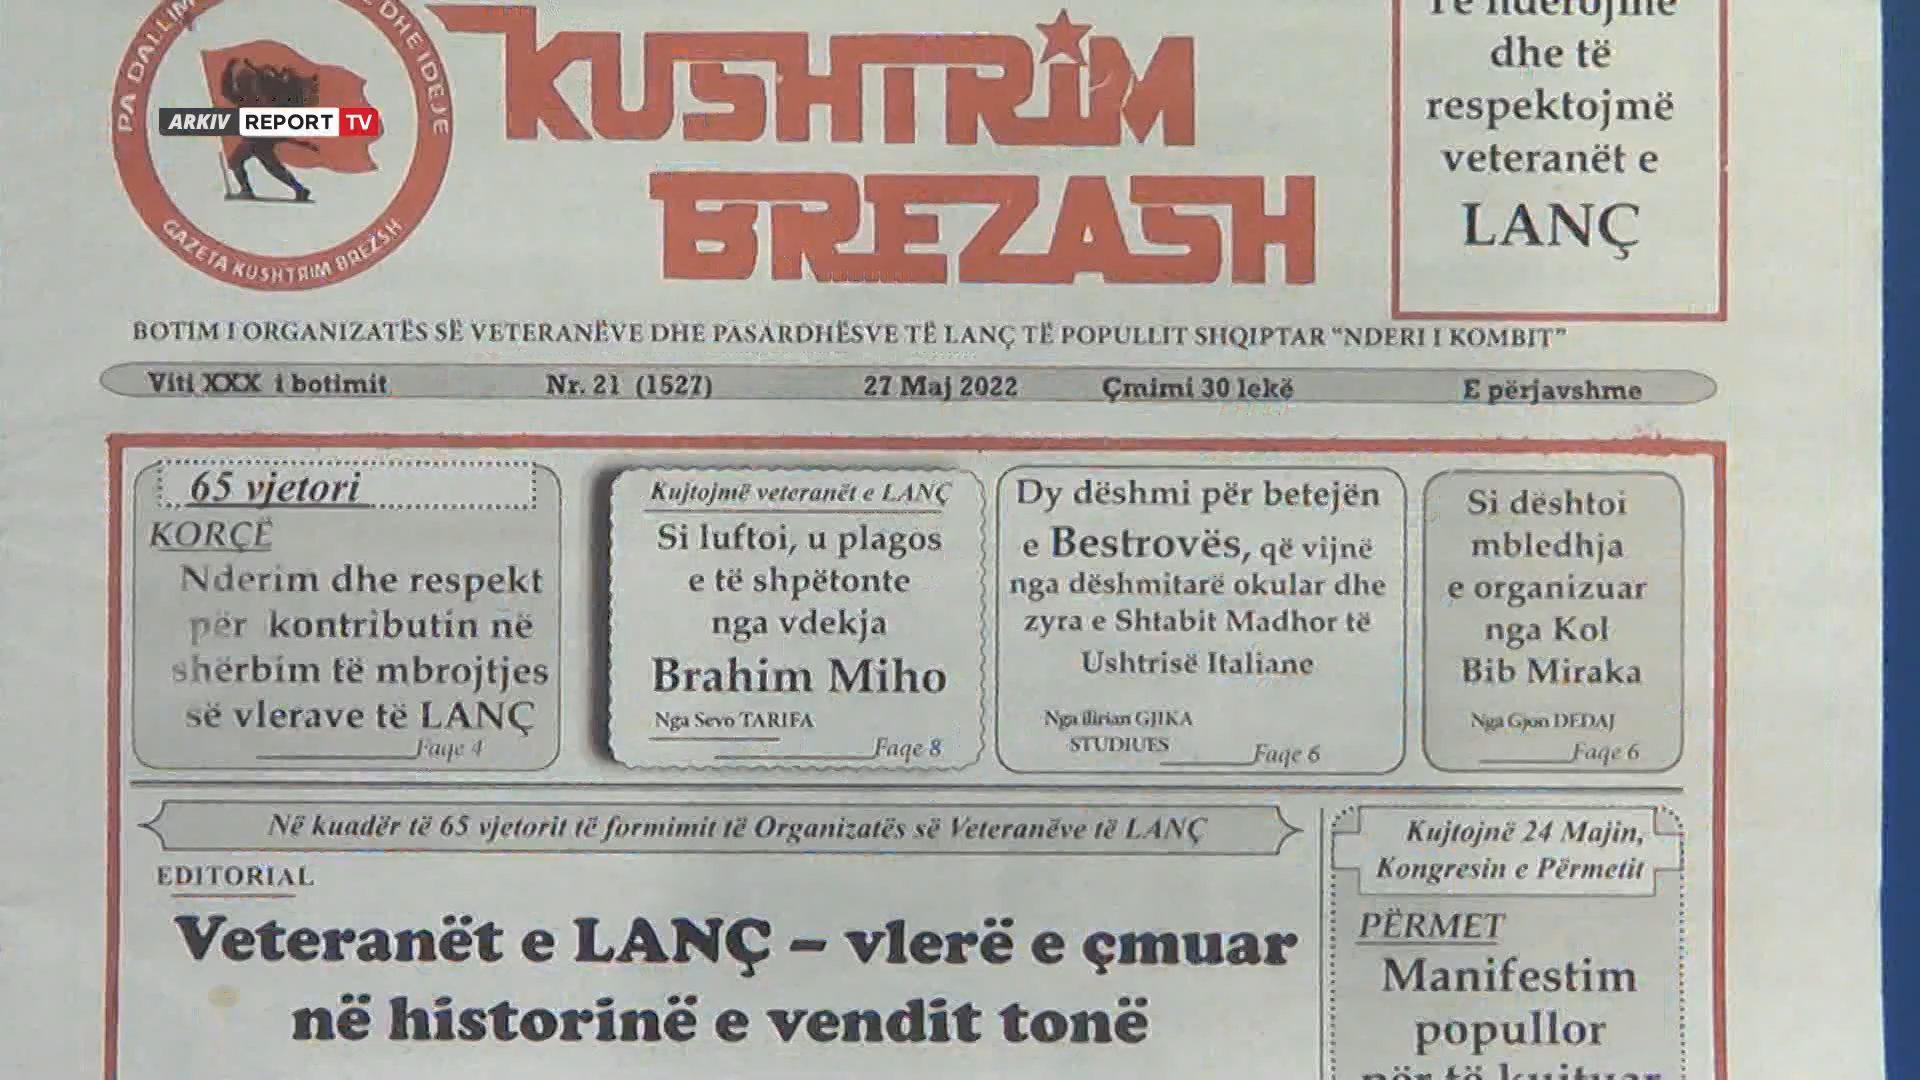 PA DALLIM
DHE IDEJE
GAZETA KUSHTRIM BREZSH
ARKIV REPORT TV
KUSHTRIM
BREZASH
Të nderojmë
dhe të
respektojmë
veteranët e
LANÇ
BOTIM I ORGANIZATËS SË VETERANËVE DHE PASARDHËSVE TË LANÇ TË POPULLIT SHQIPTAR "NDERI I KOMBIT"
Viti XXX i botimit Nr. 21 (1527) 27 Maj 2022 Çmimi 30 lekë E përjavshme
65 vjetori
KORÇË
Nderim dhe respekt
për kontributin në
shërbim të mbrojtjes
së vlerave të LANÇ
Faqe 4
Kujtojmë veteranët e LANÇ
Si luftoi, u plagos
e të shpëtonte
nga vdekja
Brahim Miho
Nga Sevo TARIFA
Faqe 8
Dy dëshmi për betejën
e Bestrovës, që vijnë
nga dëshmitarë okular dhe
zyra e Shtabit Madhor të
Ushtrisë Italiane
Nga ilirian GJIKA
STUDIUES
Faqe 6
Si dështoi
mbledhja
e organizuar
nga Kol
Bib Miraka
Nga Gjon DEDAJ
Faqe 6
Në kuadër të 65 vjetorit të formimit të Organizatës së Veteranëve të LANÇ
EDITORIAL
Veteranët e LANÇ – vlerë e çmuar
në historinë e vendit tonë
Kujtojnë 24 Majin,
Kongresin e Përmetit
PËRMET
Manifestim
popullor
për të kujtuar